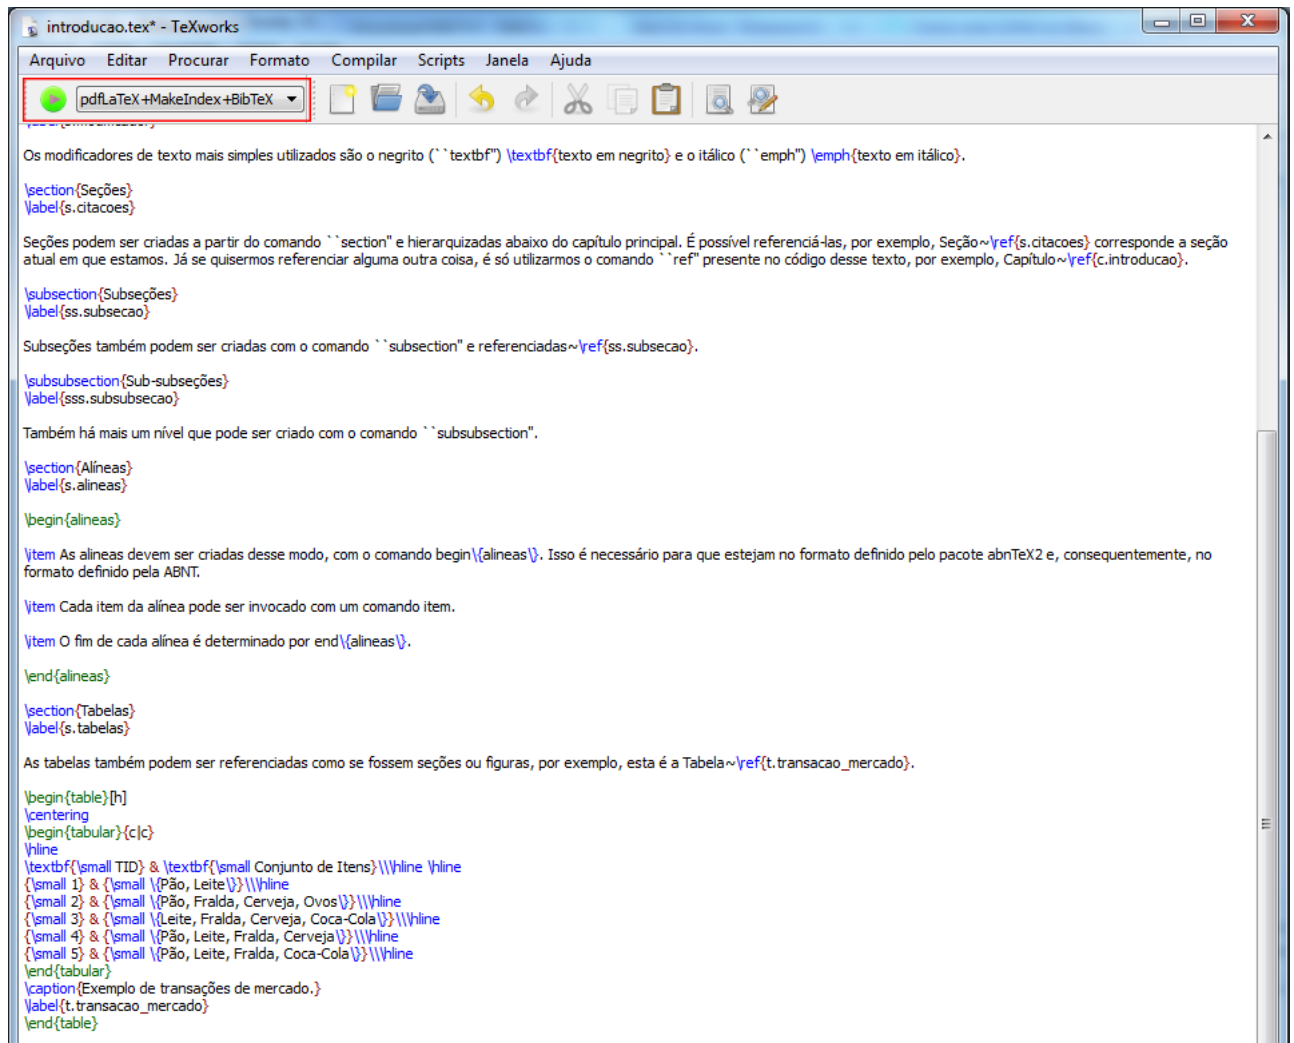 introducao.tex* - TeXworks
Arquivo Editar Procurar Formato Compilar Scripts Janela Ajuda
pdfLaTeX+MakeIndex+BibTeX
Os modificadores de texto mais simples utilizados são o negrito (``textbf") \textbf{texto em negrito} e o itálico (``emph") \emph{texto em itálico}.
\section{Seções}
\label{s.citacoes}
Seções podem ser criadas a partir do comando ``section" e hierarquizadas abaixo do capítulo principal. É possível referenciá-las, por exemplo, Seção~\ref{s.citacoes} corresponde a seção
atual em que estamos. Já se quisermos referenciar alguma outra coisa, é só utilizarmos o comando ``ref" presente no código desse texto, por exemplo, Capítulo~\ref{c.introducao}.
\subsection{Subseções}
\label{ss.subsecao}
Subseções também podem ser criadas com o comando ``subsection" e referenciadas~\ref{ss.subsecao}.
\subsubsection{Sub-subseções}
\label{sss.subsubsecao}
Também há mais um nível que pode ser criado com o comando ``subsubsection".
\section{Alíneas}
\label{s.alineas}
\begin{alineas}
\item As alineas devem ser criadas desse modo, com o comando begin\{alineas\}. Isso é necessário para que estejam no formato definido pelo pacote abnTeX2 e, consequentemente, no
formato definido pela ABNT.
\item Cada item da alínea pode ser invocado com um comando item.
\item O fim de cada alínea é determinado por end\{alineas\}.
\end{alineas}
\section{Tabelas}
\label{s.tabelas}
As tabelas também podem ser referenciadas como se fossem seções ou figuras, por exemplo, esta é a Tabela~\ref{t.transacao_mercado}.
\begin{table}[h]
\centering
\begin{tabular}{c|c}
\hline
\textbf{\small TID} & \textbf{\small Conjunto de Itens}\\\hline \hline
{\small 1} & {\small \{Pão, Leite\}}\\\hline
{\small 2} & {\small \{Pão, Fralda, Cerveja, Ovos\}}\\\hline
{\small 3} & {\small \{Leite, Fralda, Cerveja, Coca-Cola\}}\\\hline
{\small 4} & {\small \{Pão, Leite, Fralda, Cerveja\}}\\\hline
{\small 5} & {\small \{Pão, Leite, Fralda, Coca-Cola\}}\\\hline
\end{tabular}
\caption{Exemplo de transações de mercado.}
\label{t.transacao_mercado}
\end{table}